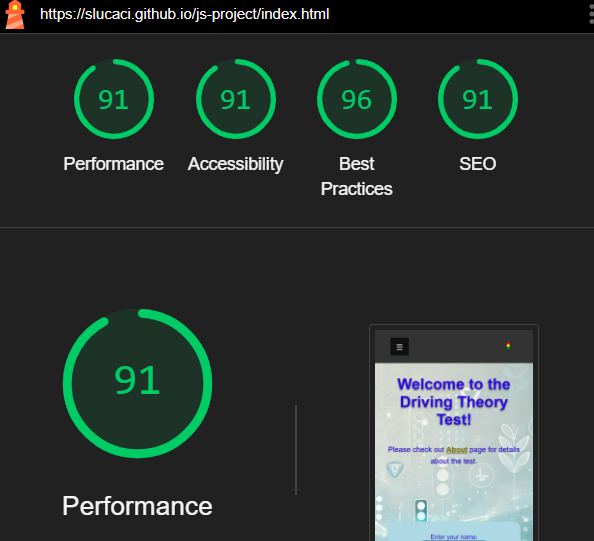 https://slucaci.github.io/js-project/index.html
91
91
96
91
Performance
Accessibility
Best
Practices
SEO
91
Performance
Welcome to the
Driving Theory
Test!
Please check out About page for details
about the test.
Enter your name: